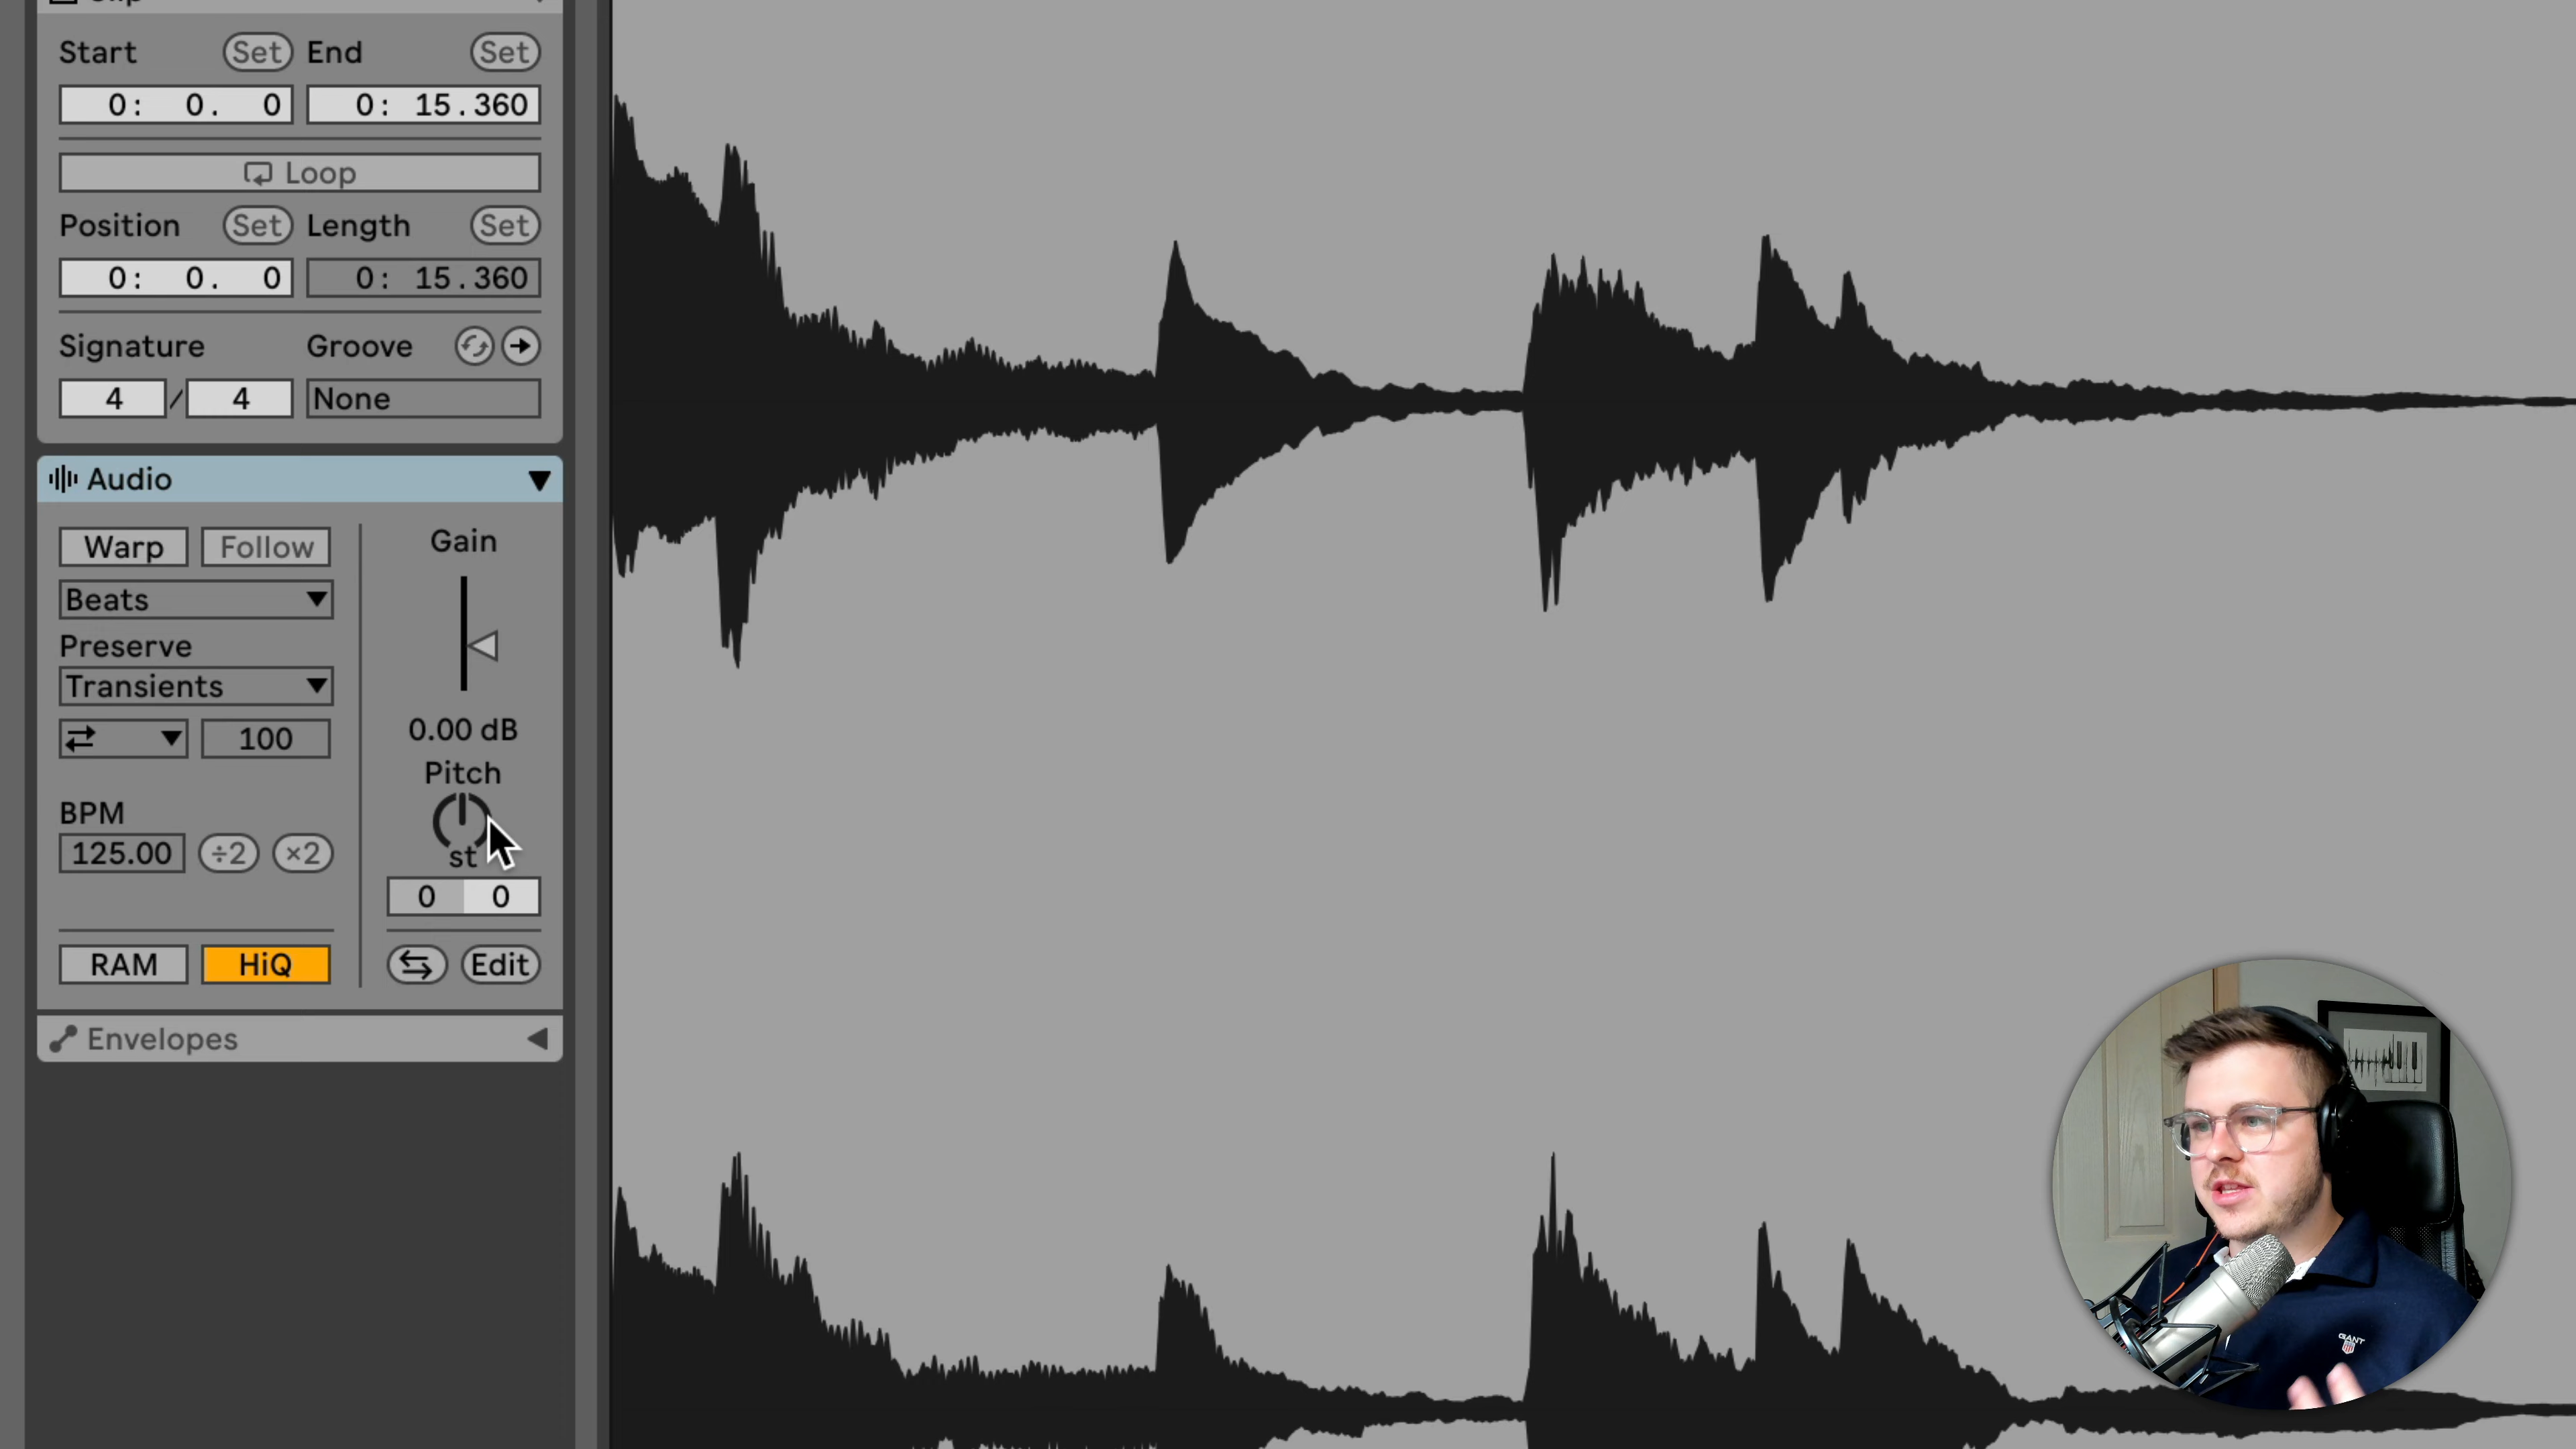 Start Set End Set
0: 0. 0 0: 15.360
Loop
Position Set Length Set
0: 0. 0 0: 15.360
Signature Groove
4 / 4 None
Audio
Warp Follow
Beats
Preserve
Transients
100
BPM
125.00 ÷2 ×2
RAM HiQ
Gain
0.00 dB
Pitch
st
0 0
Edit
Envelopes
GANT